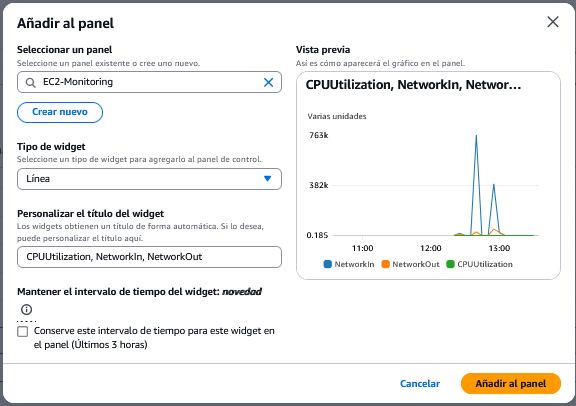 Añadir al panel
Seleccionar un panel
Seleccione un panel existente o cree uno nuevo.
EC2-Monitoring
Crear nuevo
Tipo de widget
Seleccione un tipo de widget para agregarlo al panel de control.
Línea
Personalizar el título del widget
Los widgets obtienen un título de forma automática. Si lo desea,
puede personalizar el título aquí.
CPUUtilization, NetworkIn, NetworkOut
Mantener el intervalo de tiempo del widget: novedad
Conserve este intervalo de tiempo para este widget en
el panel (Últimos 3 horas)
Vista previa
Así es cómo aparecerá el gráfico en el panel.
CPUUtilization, NetworkIn, Networ...
Varias unidades
763k
382k
0.185
11:00 12:00 13:00
NetworkIn NetworkOut CPUUtilization
Cancelar
Añadir al panel